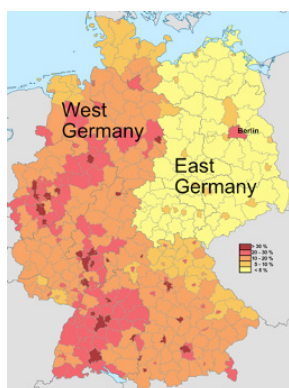 West
Germany
Berlin
East
Germany
> 30 %
20 - 30 %
10 - 20 %
5 - 10 %
< 5 %